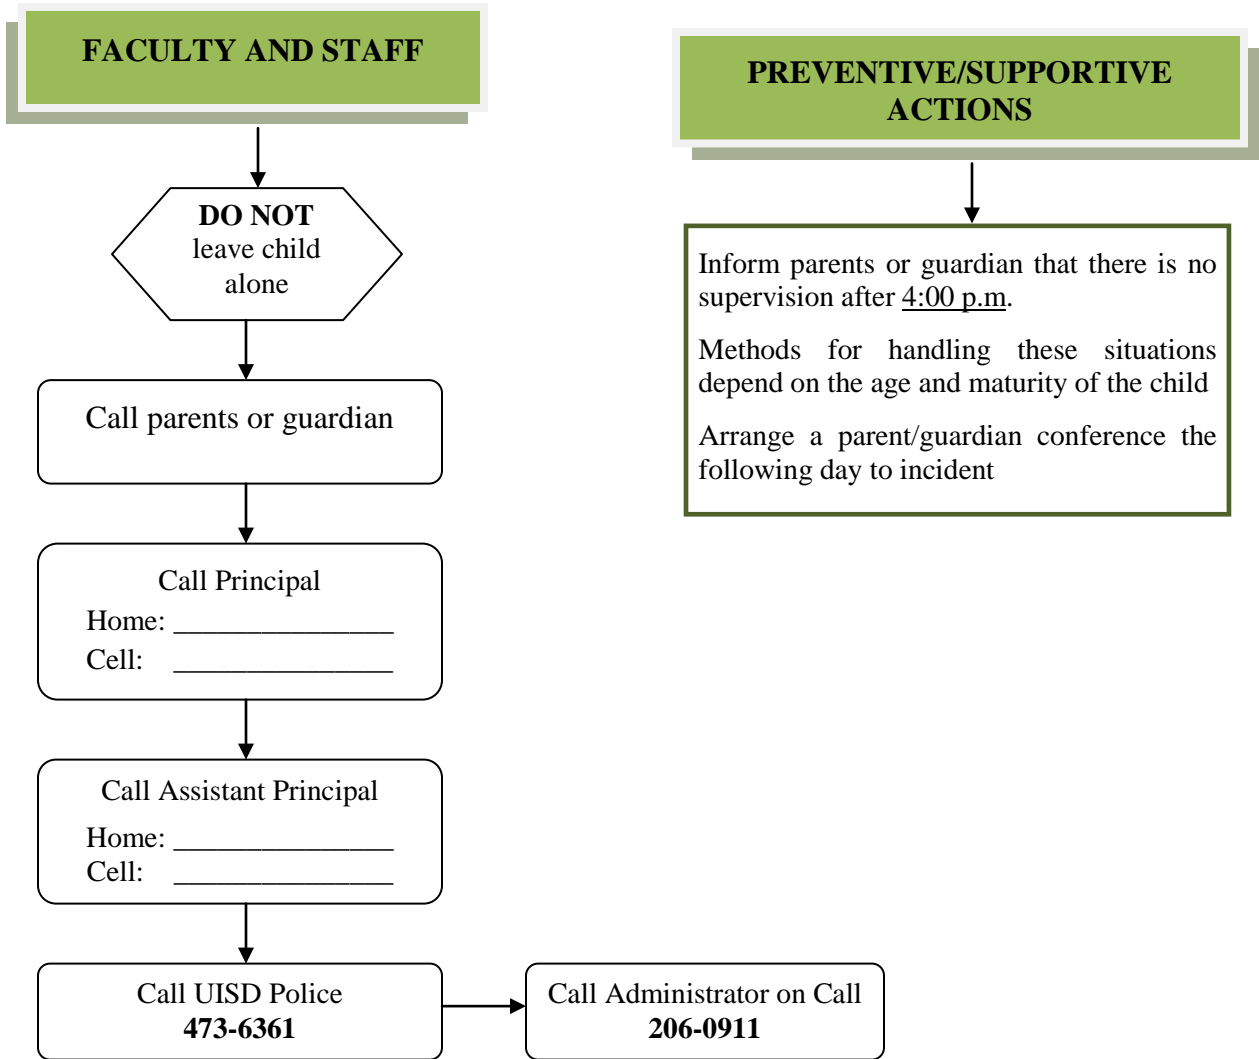 FACULTY AND STAFF
DO NOT
leave child
alone
Call parents or guardian
Call Principal
Home: _______________
Cell: _______________
Call Assistant Principal
Home: _______________
Cell: _______________
Call UISD Police
473-6361
Call Administrator on Call
206-0911
PREVENTIVE/SUPPORTIVE
ACTIONS
Inform parents or guardian that there is no
supervision after 4:00 p.m.
Methods for handling these situations
depend on the age and maturity of the child
Arrange a parent/guardian conference the
following day to incident